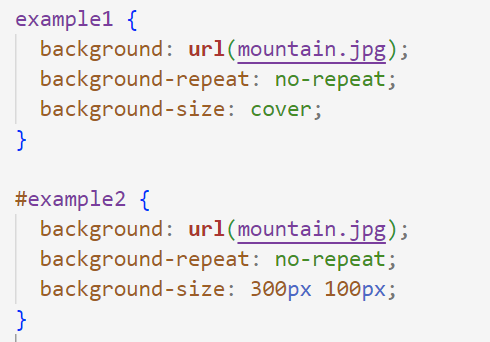 example1 {
  background: url(mountain.jpg);
  background-repeat: no-repeat;
  background-size: cover;
}

#example2 {
  background: url(mountain.jpg);
  background-repeat: no-repeat;
  background-size: 300px 100px;
}